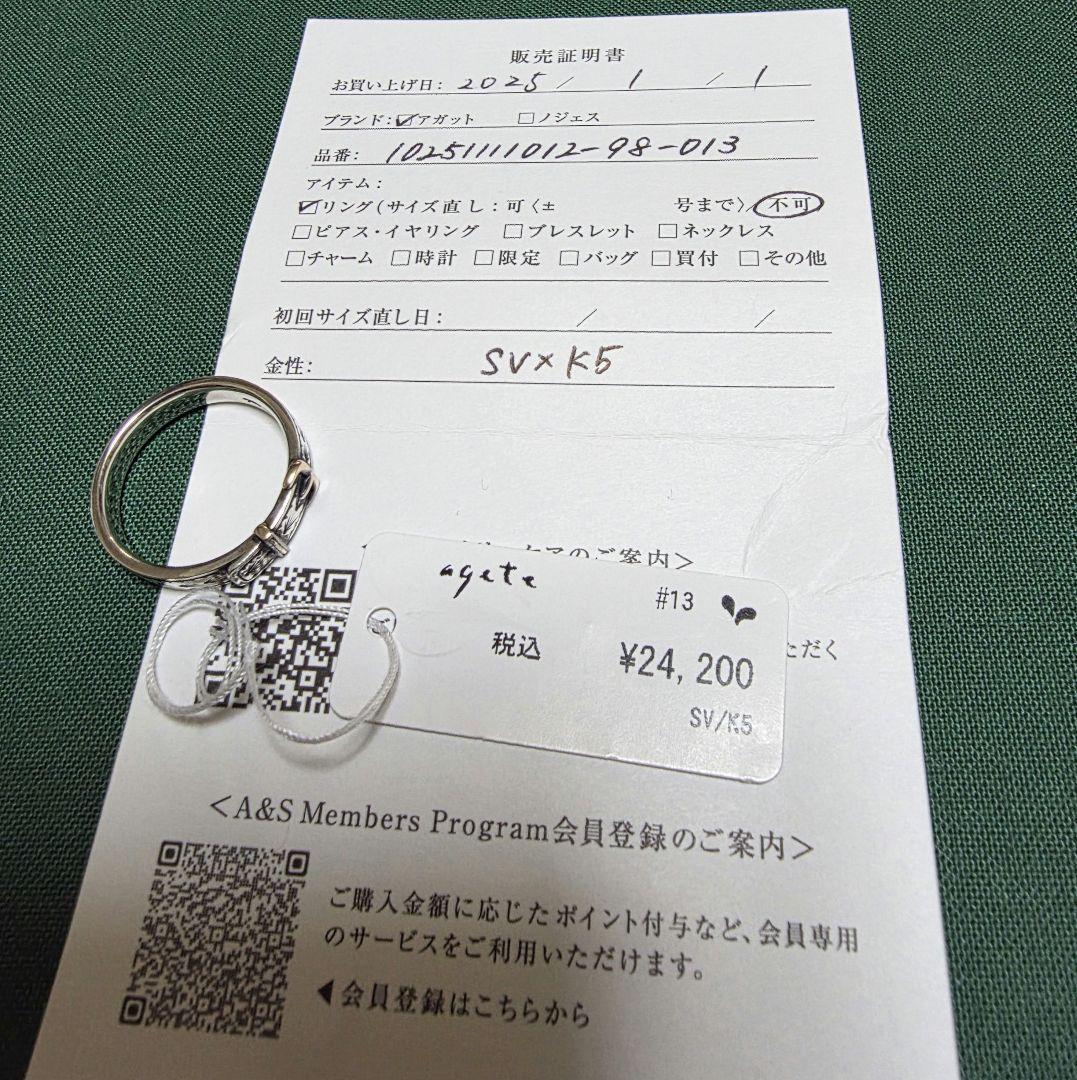 販売証明書
お買い上げ日: 2025 / 1 / 1
ブランド: ☑アガット □ノジェス
品番: 10251111012-98-013
アイテム:
☑リング(サイズ直し:可〈± 号まで〉/不可
□ピアス・イヤリング □ブレスレット □ネックレス
□チャーム □時計 □限定 □バッグ □買付 □その他
初回サイズ直し日: / /
金性: SV×K5
のご案内>
agete
#13
税込 ¥24,200
SV/K5
ただく
<A&S Members Program会員登録のご案内>
ご購入金額に応じたポイント付与など、会員専用
のサービスをご利用いただけます。
◀会員登録はこちらから